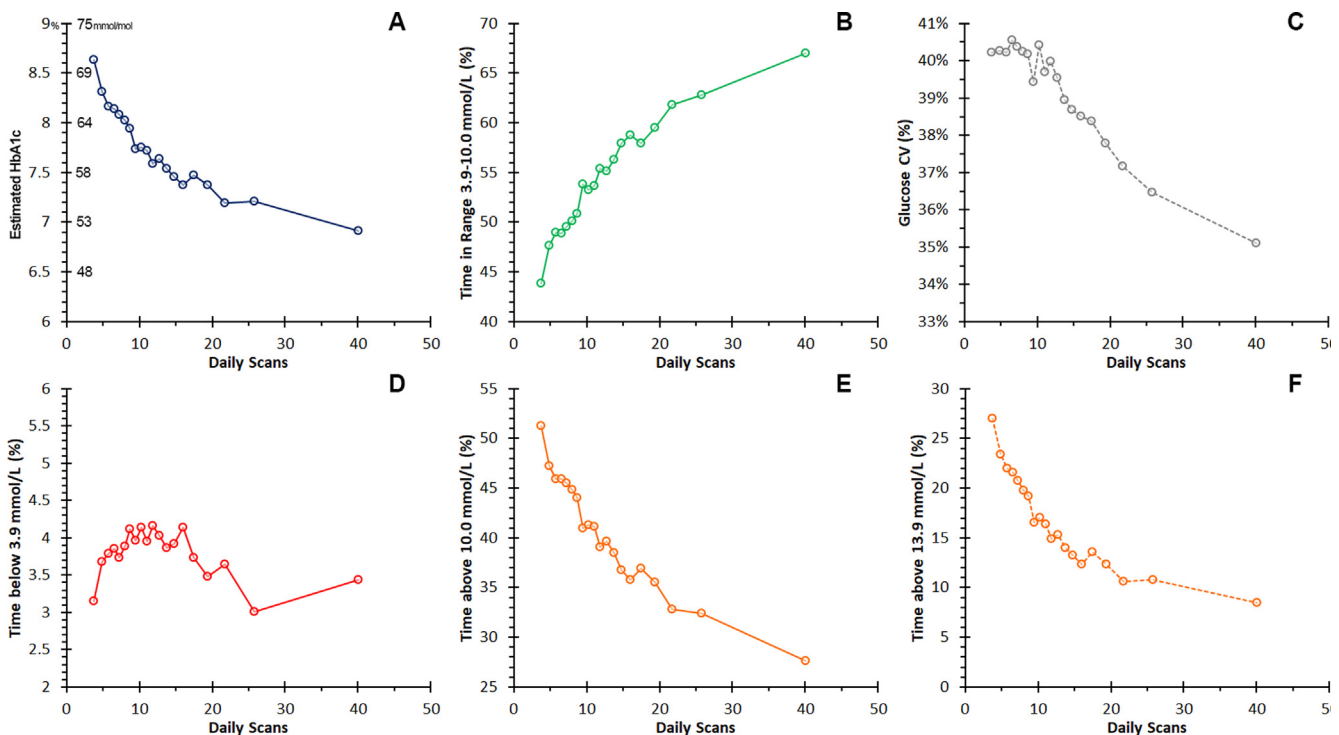 A
Estimated HbA1c
9%
75mmol/mol
8.5
69
8
64
7.5
58
7
53
6.5
48
6
0 10 20 30 40 50
Daily Scans
B
Time in Range 3.9-10.0 mmol/L (%)
70
65
60
55
50
45
40
0 10 20 30 40 50
Daily Scans
C
Glucose CV (%)
41%
40%
39%
38%
37%
36%
35%
34%
33%
0 10 20 30 40 50
Daily Scans
D
Time below 3.9 mmol/L (%)
6
5.5
5
4.5
4
3.5
3
2.5
2
0 10 20 30 40 50
Daily Scans
E
Time above 10.0 mmol/L (%)
55
50
45
40
35
30
25
0 10 20 30 40 50
Daily Scans
F
Time above 13.9 mmol/L (%)
30
25
20
15
10
5
0
0 10 20 30 40 50
Daily Scans